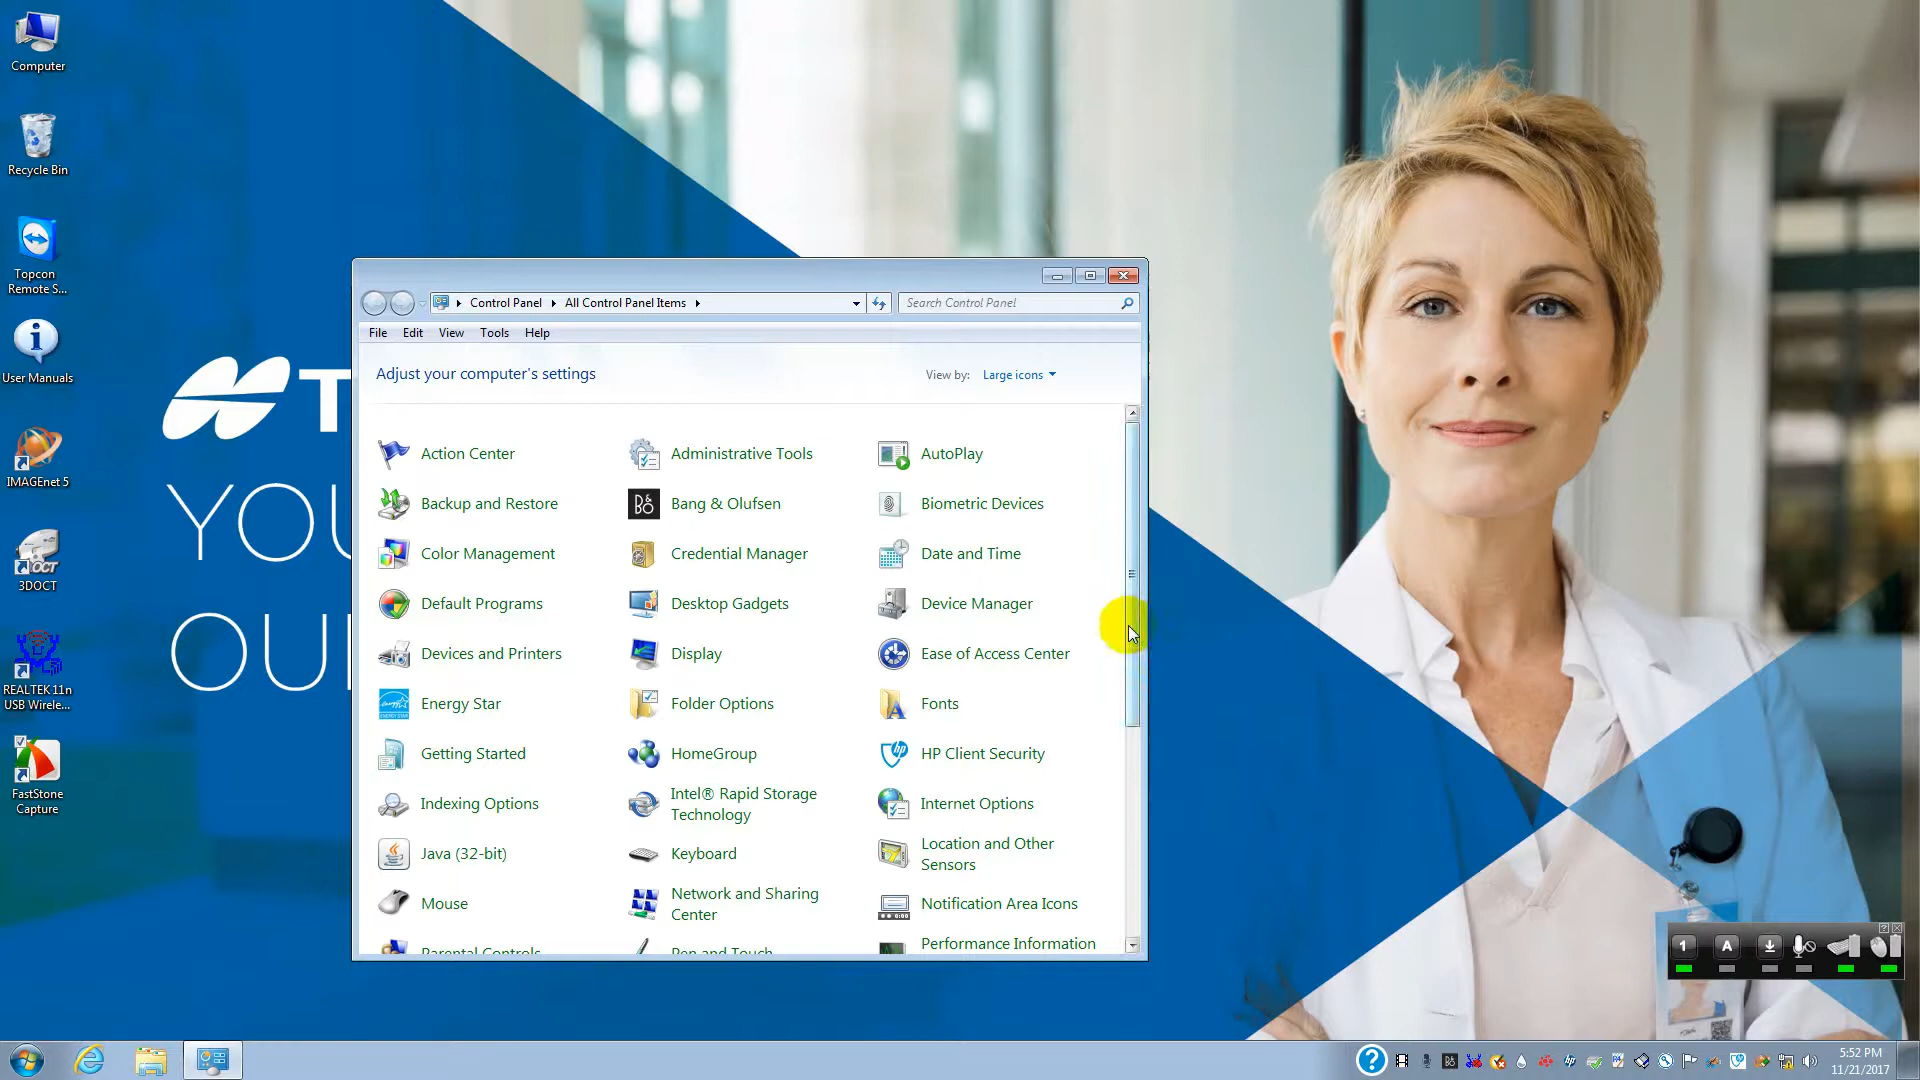 Computer
Recycle Bin
Topcon
Remote S...
User Manuals
IMAGEnet 5
3DOCT
REALTEK 11n
USB Wirele...
FastStone
Capture
T
YOU
OU
Control Panel
All Control Panel Items
Search Control Panel
File Edit View Tools Help
Adjust your computer's settings
View by: Large icons
Action Center
Administrative Tools
AutoPlay
Backup and Restore
B&O
Bang & Olufsen
Biometric Devices
Color Management
Credential Manager
Date and Time
Default Programs
Desktop Gadgets
Device Manager
Devices and Printers
Display
Ease of Access Center
Energy Star
Folder Options
Fonts
Getting Started
HomeGroup
HP Client Security
Indexing Options
Intel® Rapid Storage
Technology
Internet Options
Java (32-bit)
Keyboard
Location and Other
Sensors
Mouse
Network and Sharing
Center
Notification Area Icons
Parental Controls
Pen and Touch
Performance Information
1 A
5:52 PM
11/21/2017